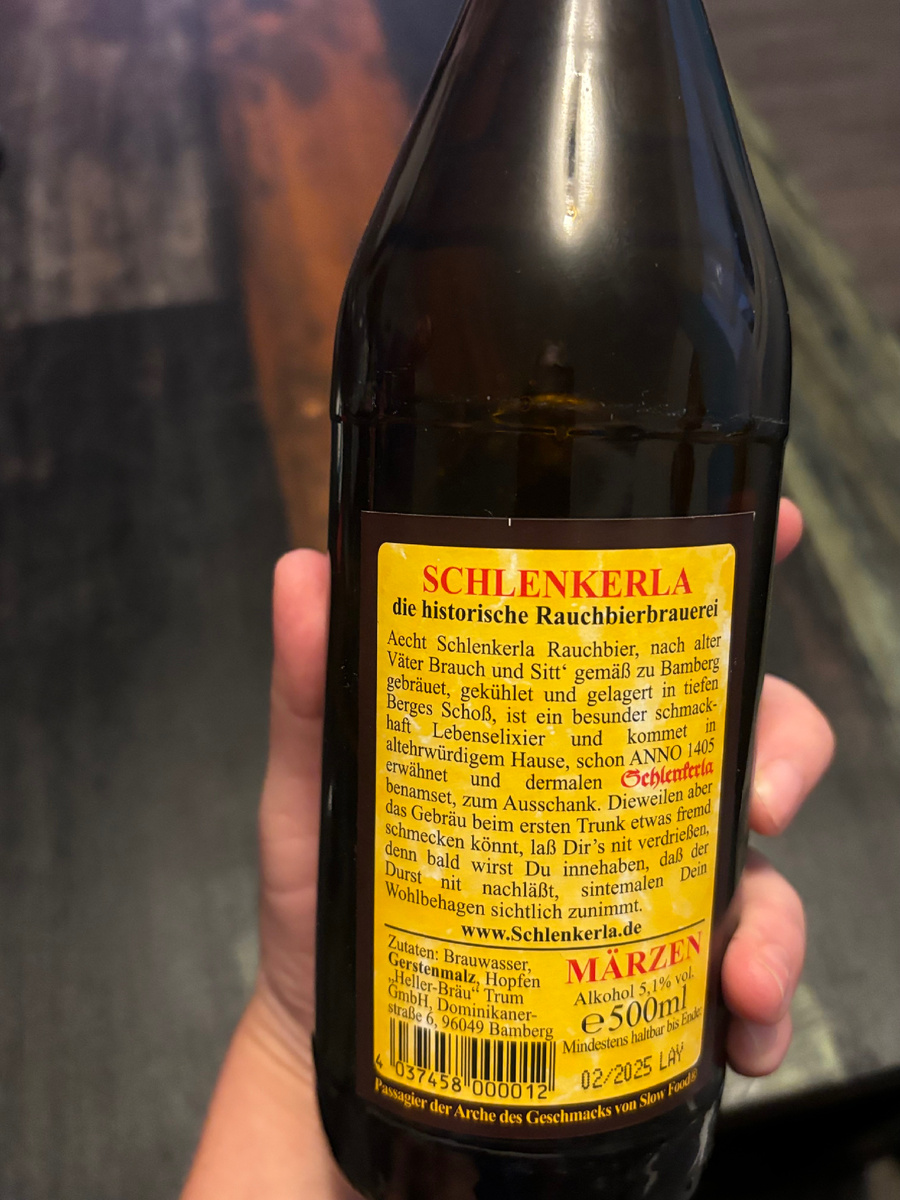 SCHLENKERLA
die historische Rauchbierbrauerei
Aecht Schlenkerla Rauchbier, nach alter
Väter Brauch und Sitt‘ gemäß zu Bamberg
gebräuet, gekühlet und gelagert in tiefen
Berges Schoß, ist ein besunder schmack-
haft Lebenselixier und kommet in
altehrwürdigem Hause, schon ANNO 1405
erwähnt und dermalen Schlenkerla
benamset, zum Ausschank. Dieweilen aber
das Gebräu beim ersten Trunk etwas fremd
schmecken könnt, laß Dir’s nit verdrießen,
denn bald wirst Du innehaben, daß der
Durst nit nachläßt, sintemalen Dein
Wohlbehagen sichtlich zunimmt.
www.Schlenkerla.de
Zutaten: Brauwasser,
Gerstenmalz, Hopfen
„Heller-Bräu“ Trum
GmbH, Dominikaner-
straße 6, 96049 Bamberg
4 037458 000012
MÄRZEN
Alkohol 5,1% vol.
℮500ml
Mindestens haltbar bis Ende:
02/2025 LAY
Passagier der Arche des Geschmacks von Slow Food®